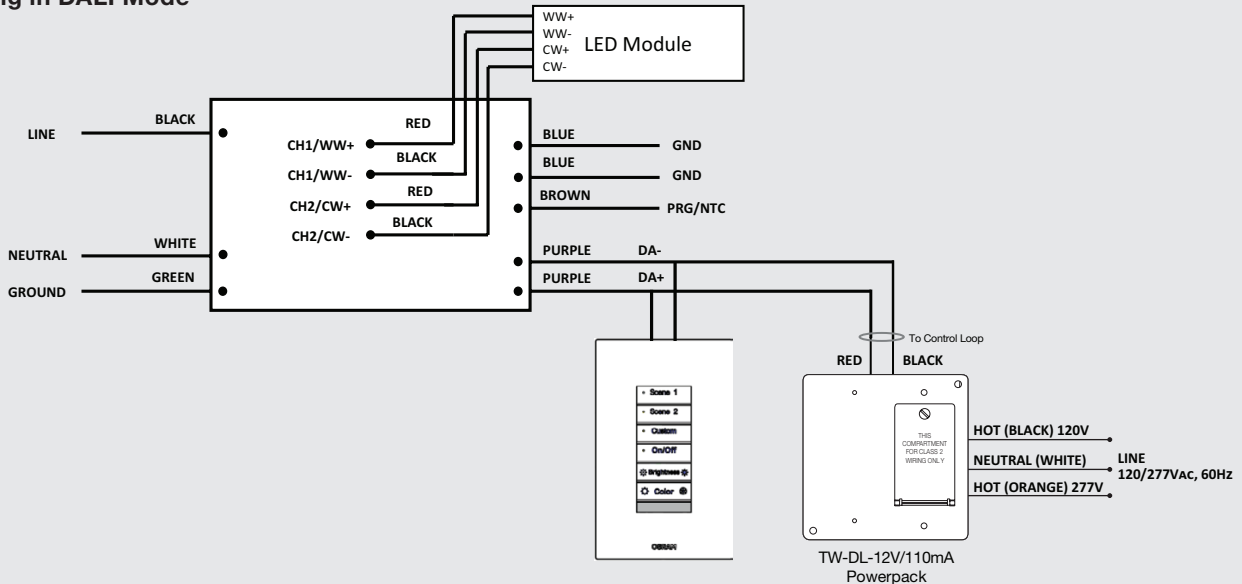 ng in DALI Mode
WW+
WW-
CW+
CW-
LED Module
LINE
BLACK
CH1/WW+
RED
CH1/WW-
BLACK
CH2/CW+
RED
CH2/CW-
BLACK
NEUTRAL
WHITE
GROUND
GREEN
BLUE
GND
BLUE
GND
BROWN
PRG/NTC
PURPLE
DA-
PURPLE
DA+
To Control Loop
RED
BLACK
Scene 1
Scene 2
Custom
On/Off
Brightness
Color
OSRAM
THIS
COMPARTMENT
FOR CLASS 2
WIRING ONLY
HOT (BLACK) 120V
NEUTRAL (WHITE)
HOT (ORANGE) 277V
LINE
120/277VAC, 60HZ
TW-DL-12V/110mA
Powerpack